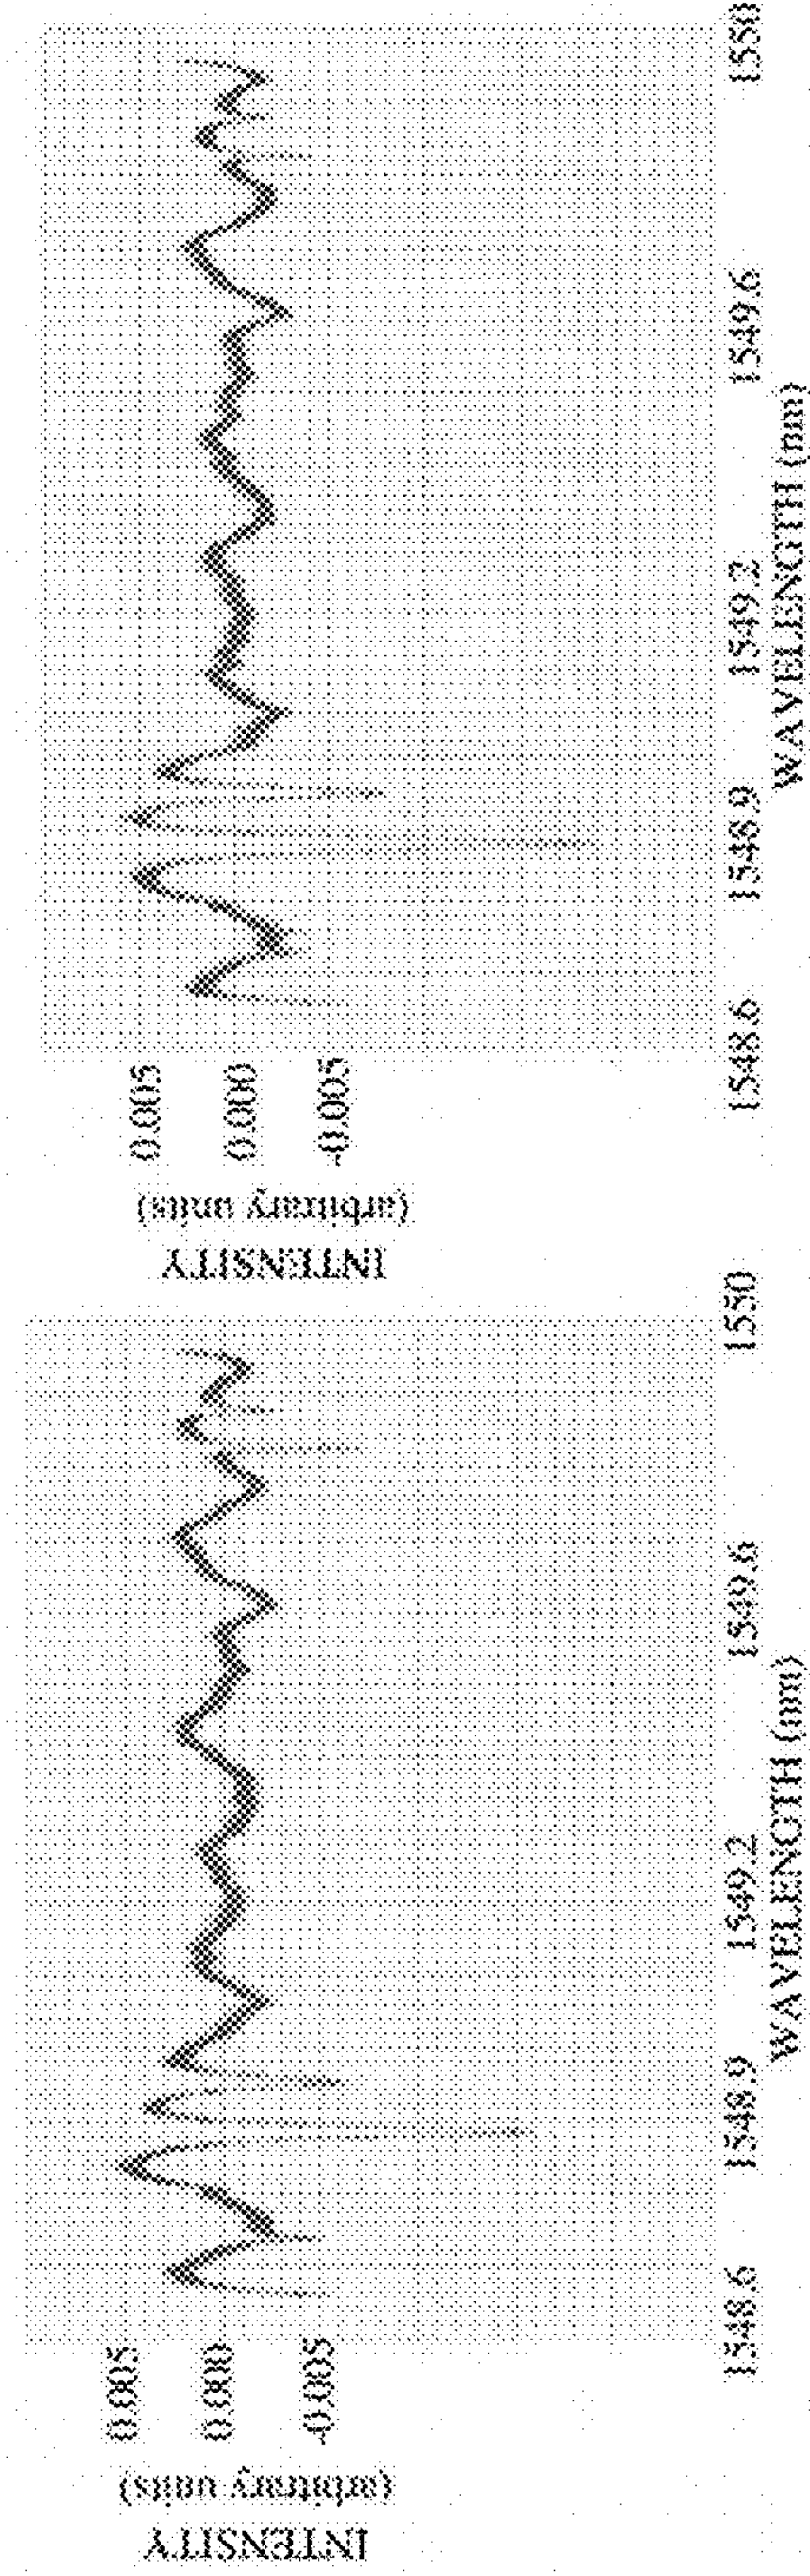 INTENSITY
(arbitrary units)
0.005
0.000
-0.005
1548.6
1548.9
1549.2
1549.6
1550
WAVELENGTH (nm)
INTENSITY
(arbitrary units)
0.005
0.000
-0.005
1548.6
1548.9
1549.2
1549.6
1550
WAVELENGTH (nm)